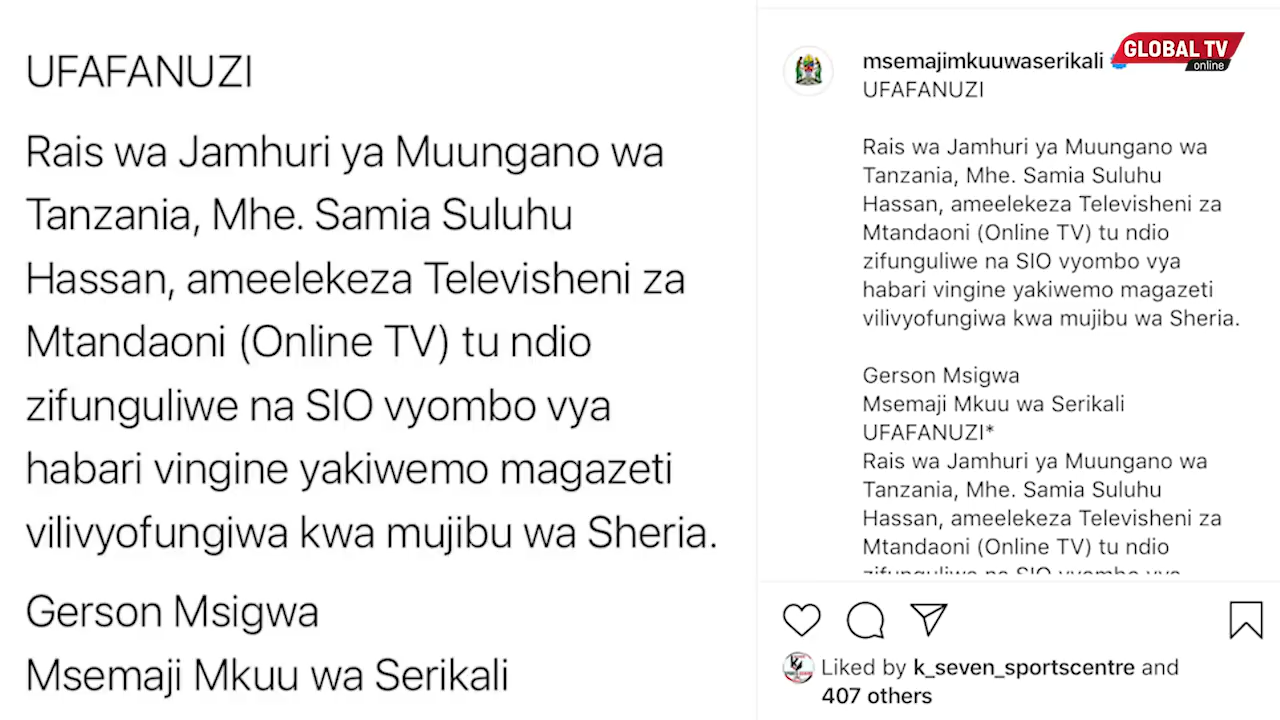 UFAFANUZI
Rais wa Jamhuri ya Muungano wa
Tanzania, Mhe. Samia Suluhu
Hassan, ameelekeza Televisheni za
Mtandaoni (Online TV) tu ndio
zifunguliwe na SIO vyombo vya
habari vingine yakiwemo magazeti
vilivyofungiwa kwa mujibu wa Sheria.
Gerson Msigwa
Msemaji Mkuu wa Serikali
msemajimkuuwaserikali
GLOBAL TV
online
UFAFANUZI
Rais wa Jamhuri ya Muungano wa
Tanzania, Mhe. Samia Suluhu
Hassan, ameelekeza Televisheni za
Mtandaoni (Online TV) tu ndio
zifunguliwe na SIO vyombo vya
habari vingine yakiwemo magazeti
vilivyofungiwa kwa mujibu wa Sheria.
Gerson Msigwa
Msemaji Mkuu wa Serikali
UFAFANUZI*
Rais wa Jamhuri ya Muungano wa
Tanzania, Mhe. Samia Suluhu
Hassan, ameelekeza Televisheni za
Mtandaoni (Online TV) tu ndio
zifunguliwe na SIO vyombo vya
Liked by k_seven_sportscentre and
407 others